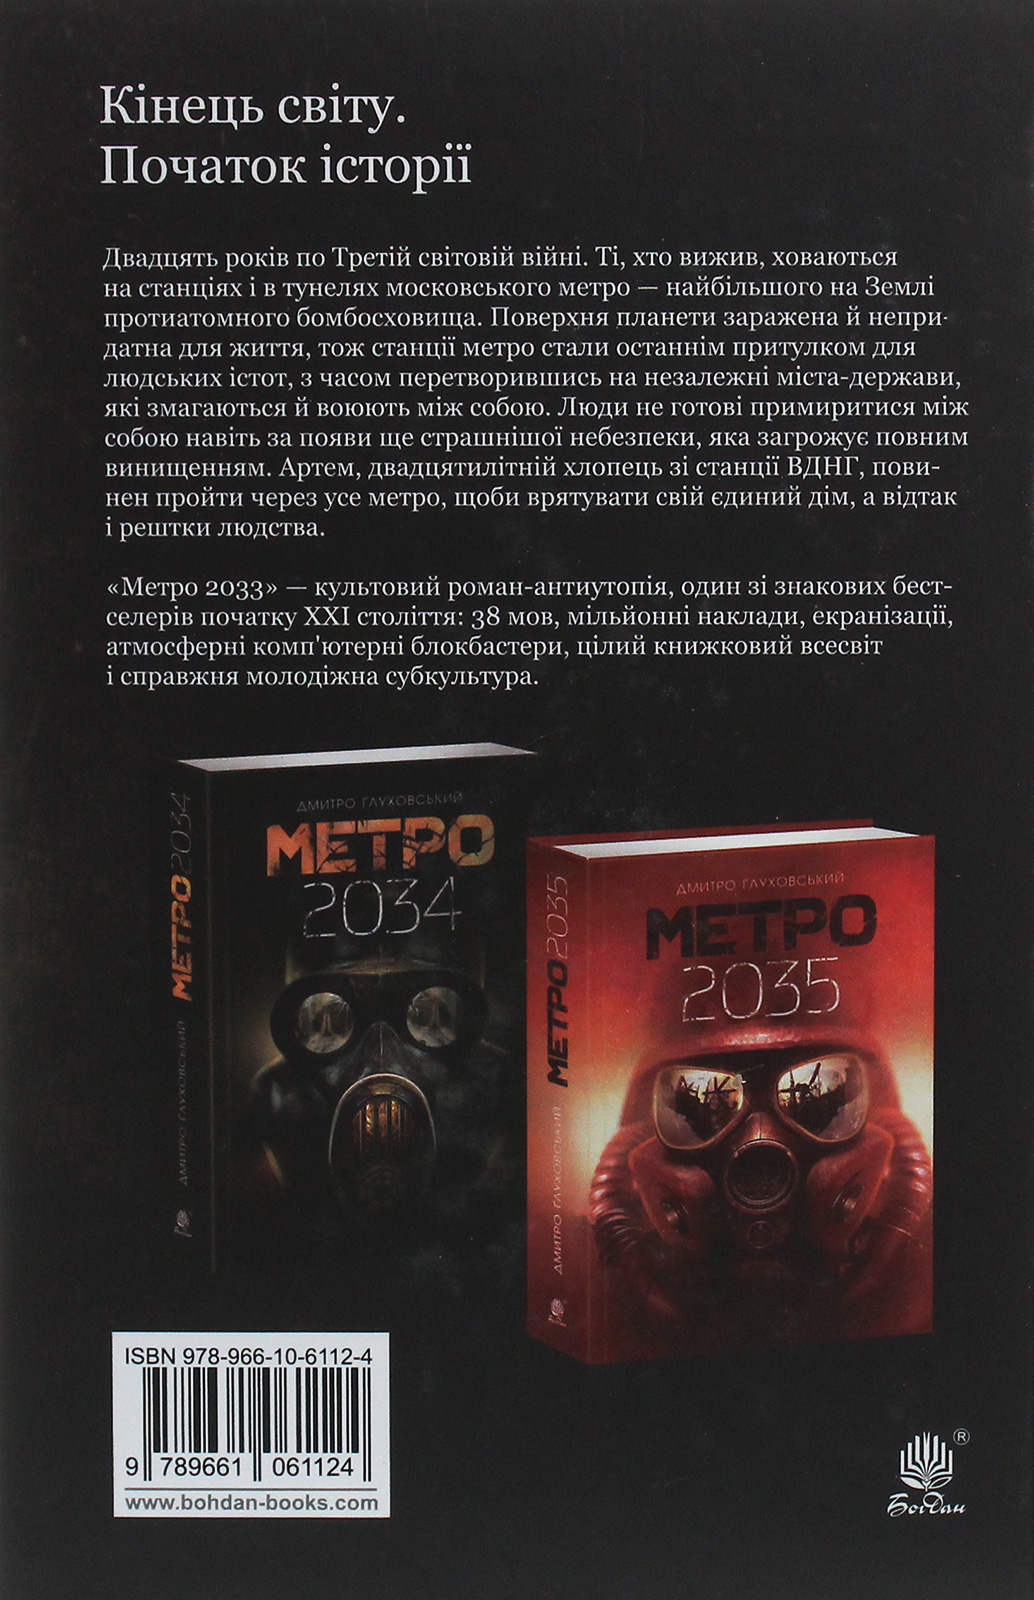 Кінець світу.
Початок історії
Двадцять років по Третій світовій війні. Ті, хто вижив, ховаються
на станціях і в тунелях московського метро — найбільшого на Землі
протиатомного бомбосховища. Поверхня планети заражена й непри-
датна для життя, тож станції метро стали останнім притулком для
людських істот, з часом перетворившись на незалежні міста-держави,
які змагаються й воюють між собою. Люди не готові примиритися між
собою навіть за появи ще страшнішої небезпеки, яка загрожує повним
винищенням. Артем, двадцятилітній хлопець зі станції ВДНГ, пови-
нен пройти через усе метро, щоби врятувати свій єдиний дім, а відтак
і рештки людства.
«Метро 2033» — культовий роман-антиутопія, один зі знакових бест-
селерів початку XXI століття: 38 мов, мільйонні наклади, екранізації,
атмосферні комп'ютерні блокбастери, цілий книжковий всесвіт
і справжня молодіжна субкультура.
ДМИТРО ГЛУХОВСЬКИЙ
МЕТРО
2034
ДМИТРО ГЛУХОВСЬКИЙ МЕТРО 2034
ДМИТРО ГЛУХОВСЬКИЙ
МЕТРО
2035
ДМИТРО ГЛУХОВСЬКИЙ МЕТРО 2035
ISBN 978-966-10-6112-4
9 789661 061124
www.bohdan-books.com
®
Богдан